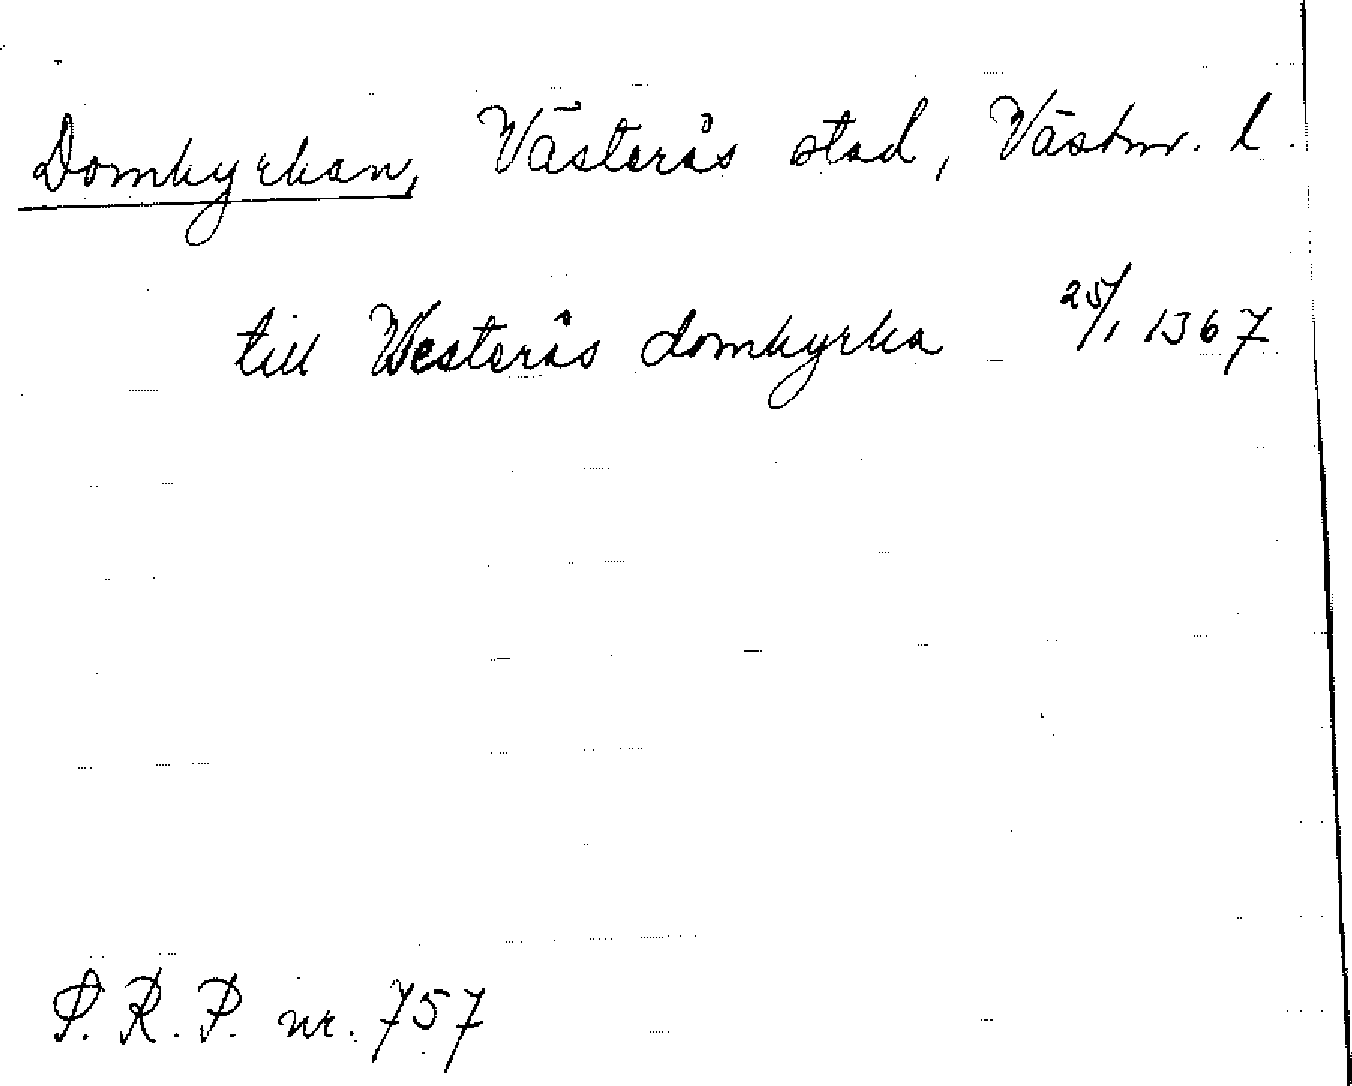 Domkyrkan, Västerås stad, Västm. l.
till Westerås domkyrka 25/1 1367
P. R. P. nr. 757